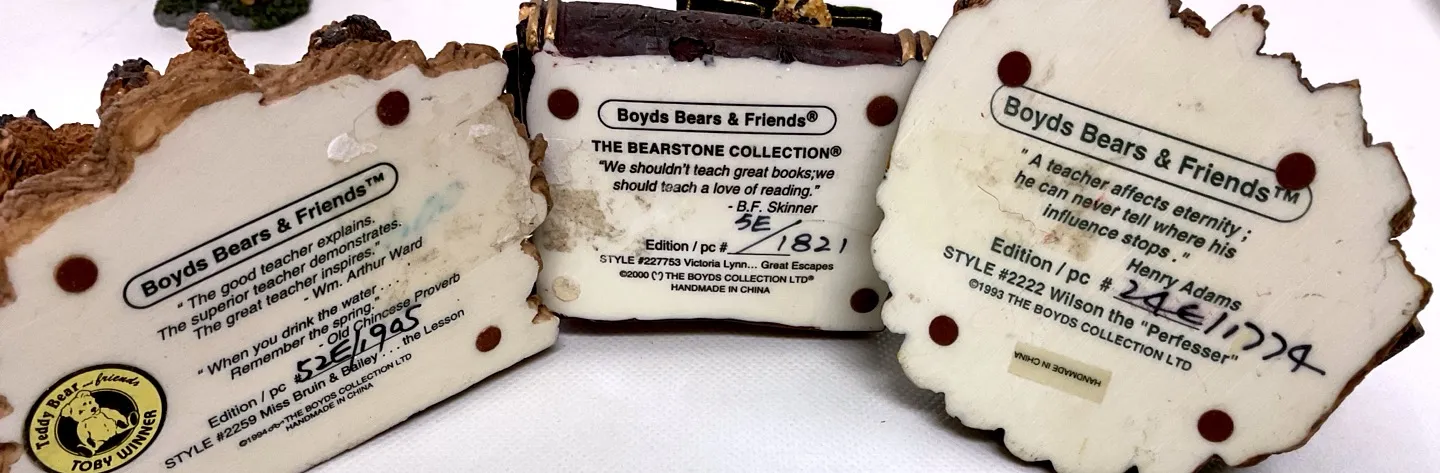 Boyds Bears & Friends™
"The good teacher explains.
The superior teacher demonstrates.
The great teacher inspires."
- Wm. Arthur Ward
"When you drink the water . . .
Remember the spring."
- Old Chincese Proverb
Edition / pc 52E/1905
STYLE #2259 Miss Bruin & Bailey . . . the Lesson
©1994 THE BOYDS COLLECTION LTD
HANDMADE IN CHINA
Teddy Bear and friends
TOBY WINNER
Boyds Bears & Friends®
THE BEARSTONE COLLECTION®
"We shouldn't teach great books;we
should teach a love of reading."
- B.F. Skinner
Edition / pc # 5E/1821
STYLE #227753 Victoria Lynn... Great Escapes
©2000 THE BOYDS COLLECTION LTD®
HANDMADE IN CHINA
Boyds Bears & Friends™
" A teacher affects eternity ;
he can never tell where his
influence stops ."
Henry Adams
Edition / pc # 24E/1774
STYLE #2222 Wilson the "Perfesser"
©1993 THE BOYDS COLLECTION LTD
HANDMADE IN CHINA